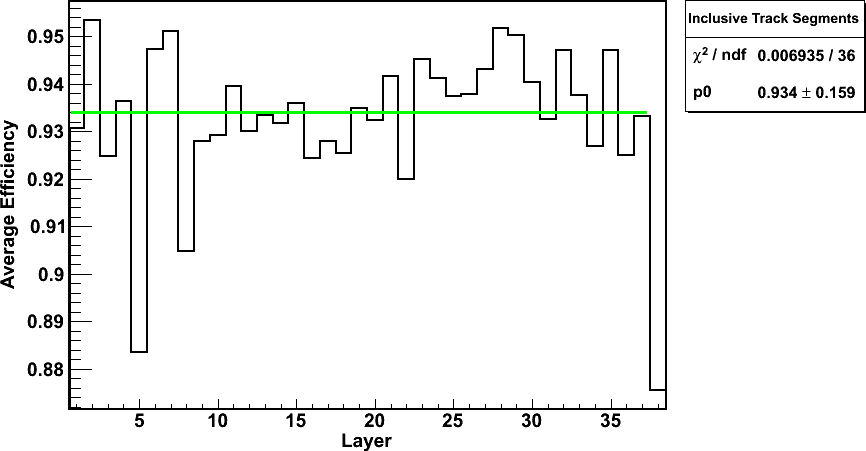 Inclusive Track Segments
χ² / ndf 0.006935 / 36
p0 0.934 ± 0.159
Average Efficiency
0.95
0.94
0.93
0.92
0.91
0.9
0.89
0.88
5 10 15 20 25 30 35
Layer